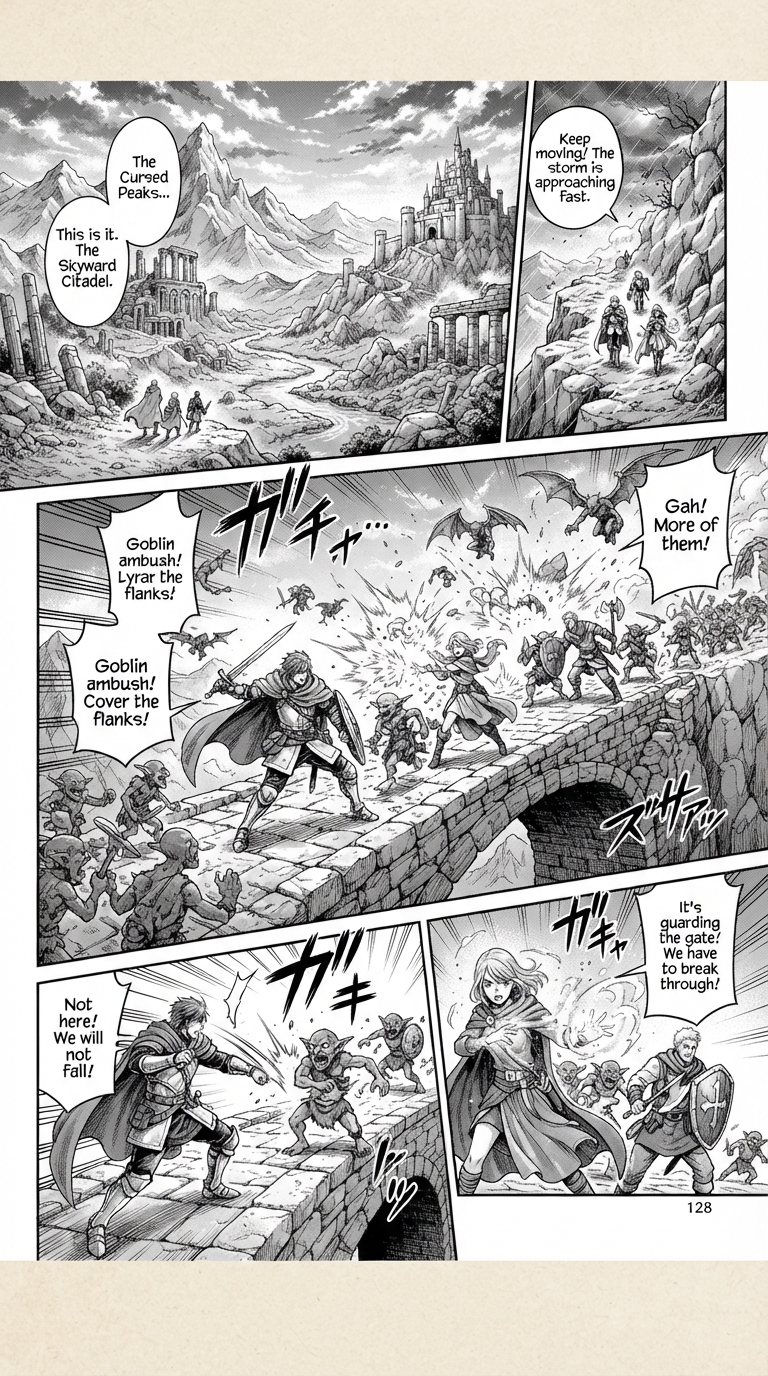 The
Cursed
Peaks...
This is it.
The
Skyward
Citadel.
Keep
moving! The
storm is
approaching
fast.
Goblin
ambush!
Lyrar the
flanks!
Goblin
ambush!
Cover the
flanks!
ガチャ...
Gah!
More of
them!
ズサァッ
Not
here!
We will
not
fall!
ガキ
ドッ
ガキャ
It's
guarding
the gate!
We have
to break
through!
128